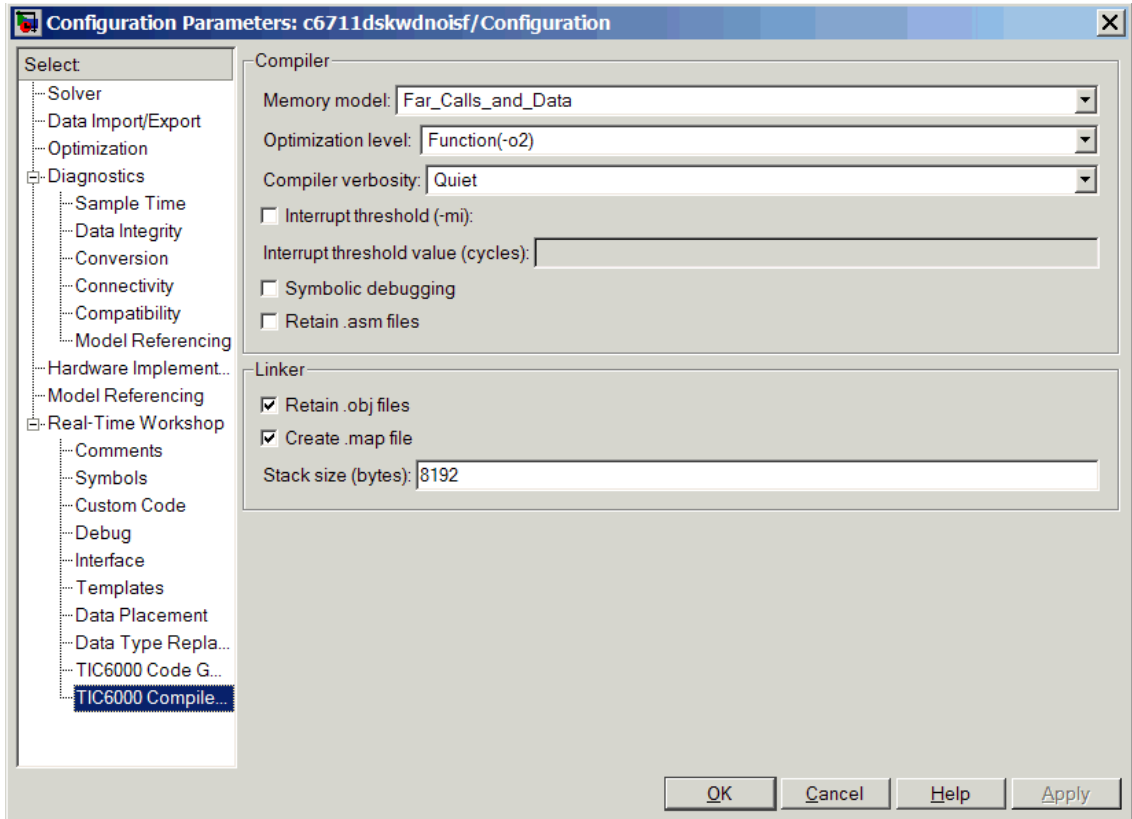 Configuration Parameters: c6711dskwdnoisf/Configuration
Select:
Solver
Data Import/Export
Optimization
Diagnostics
Sample Time
Data Integrity
Conversion
Connectivity
Compatibility
Model Referencing
Hardware Implement...
Model Referencing
Real-Time Workshop
Comments
Symbols
Custom Code
Debug
Interface
Templates
Data Placement
Data Type Repla...
TIC6000 Code G...
TIC6000 Compile...
Compiler
Memory model: Far_Calls_and_Data
Optimization level: Function(-o2)
Compiler verbosity: Quiet
Interrupt threshold (-mi):
Interrupt threshold value (cycles):
Symbolic debugging
Retain .asm files
Linker
Retain .obj files
Create .map file
Stack size (bytes): 8192
OK Cancel Help Apply